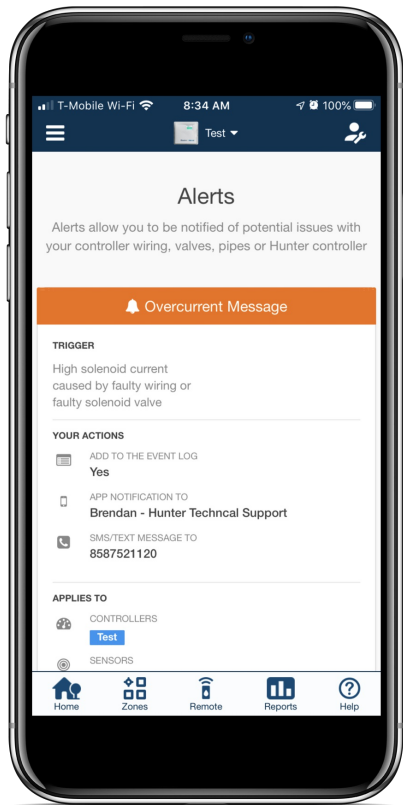 T-Mobile Wi-Fi 8:34 AM 100%
Test
Alerts
Alerts allow you to be notified of potential issues with
your controller wiring, valves, pipes or Hunter controller
Overcurrent Message
TRIGGER
High solenoid current
caused by faulty wiring or
faulty solenoid valve
YOUR ACTIONS
ADD TO THE EVENT LOG
Yes
APP NOTIFICATION TO
Brendan - Hunter Techncal Support
SMS/TEXT MESSAGE TO
8587521120
APPLIES TO
CONTROLLERS
Test
SENSORS
Home Zones Remote Reports Help